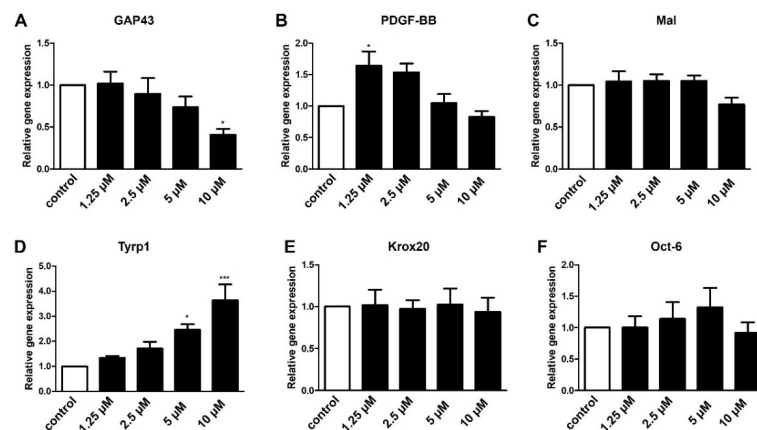 A
GAP43
Relative gene expression
1.5
1.0
0.5
0.0
*
control
1.25 µM
2.5 µM
5 µM
10 µM
B
PDGF-BB
Relative gene expression
2.0
1.5
1.0
0.5
0.0
*
control
1.25 µM
2.5 µM
5 µM
10 µM
C
Mal
Relative gene expression
1.5
1.0
0.5
0.0
control
1.25 µM
2.5 µM
5 µM
10 µM
D
Tyrp1
Relative gene expression
5.0
4.0
3.0
2.0
1.0
0.0
*
***
control
1.25 µM
2.5 µM
5 µM
10 µM
E
Krox20
Relative gene expression
1.5
1.0
0.5
0.0
control
1.25 µM
2.5 µM
5 µM
10 µM
F
Oct-6
Relative gene expression
2.0
1.5
1.0
0.5
0.0
control
1.25 µM
2.5 µM
5 µM
10 µM